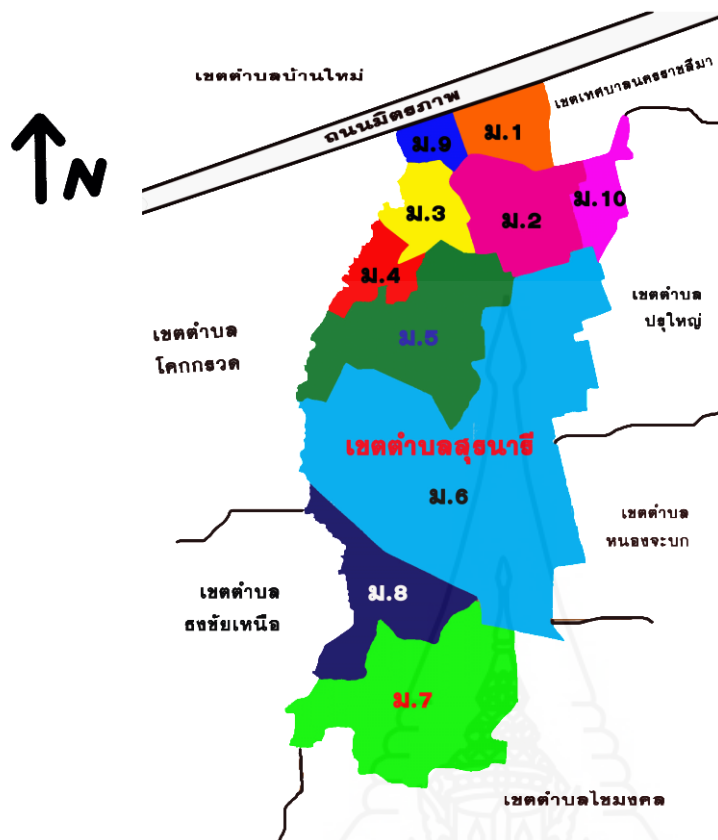 เขตตำบลบ้านใหม่
เขตเทศบาลนครราชสีมา
ถนนมิตรภาพ
N
ม.9
ม.1
ม.3
ม.2
ม.10
ม.4
เขตตำบล
ปรุใหญ่
เขตตำบล
โคกกรวด
ม.5
เขตตำบลสุรนารี
ม.6
เขตตำบล
หนองจะบก
เขตตำบล
ธงชัยเหนือ
ม.8
ม.7
เขตตำบลไชมงคล